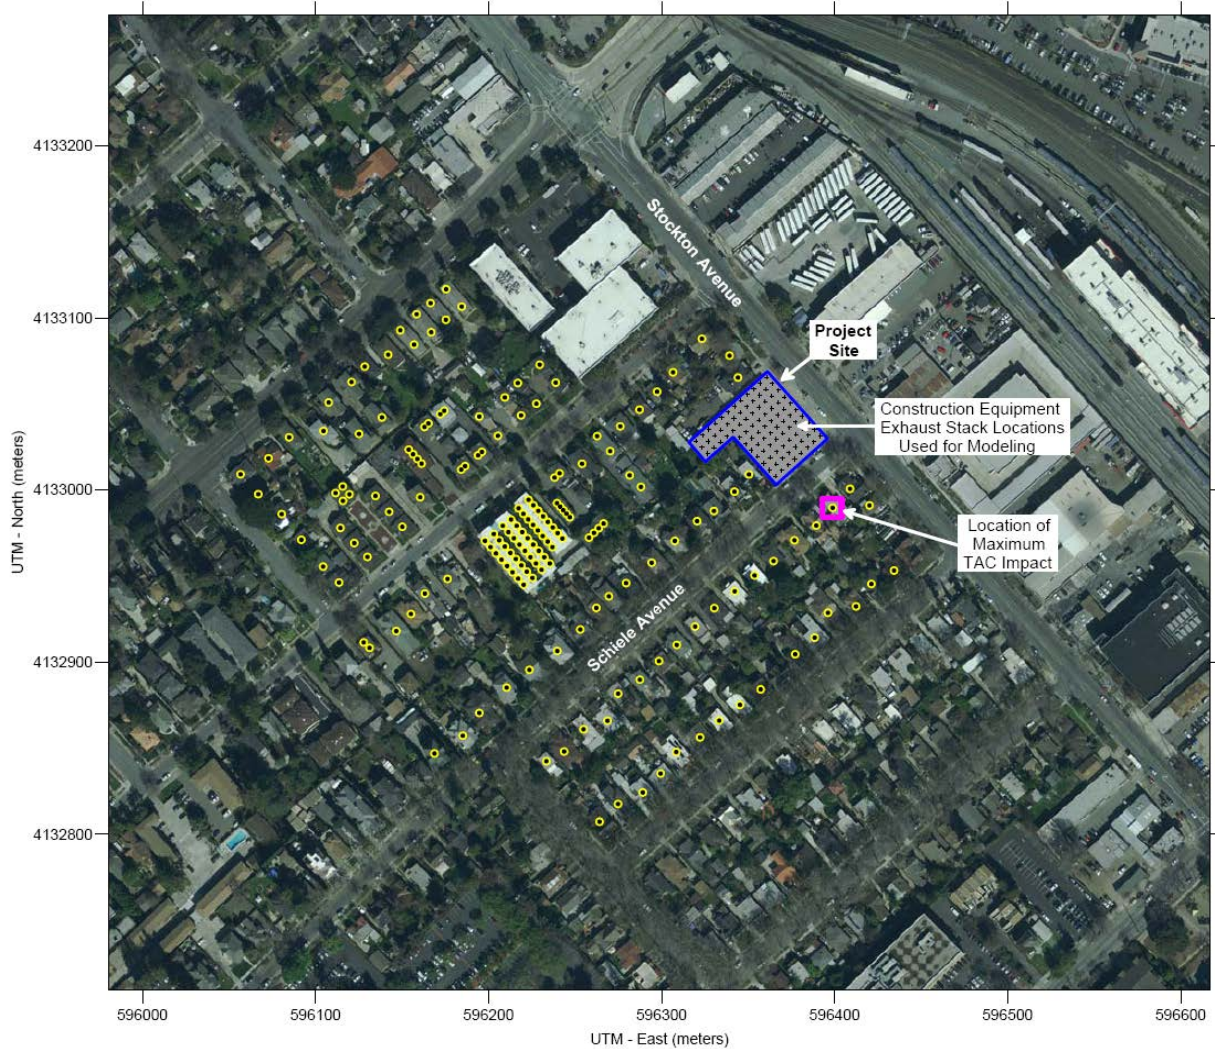 4133200
4133100
4133000
4132900
4132800
UTM - North (meters)
Stockton Avenue
Project
Site
Construction Equipment
Exhaust Stack Locations
Used for Modeling
Location of
Maximum
TAC Impact
Schiele Avenue
596000
596100
596200
596300
596400
596500
596600
UTM - East (meters)